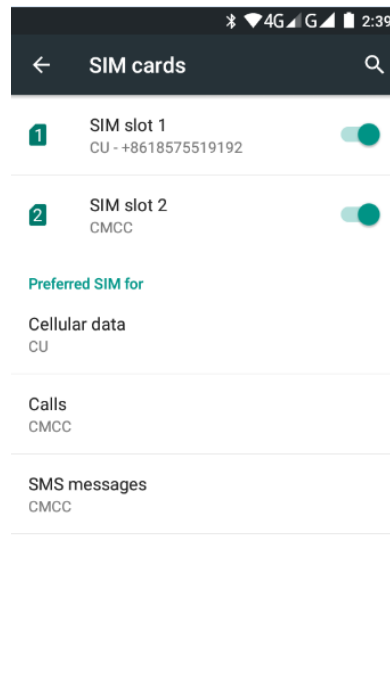 4G G 2:39
SIM cards
1
SIM slot 1
CU - +8618575519192
2
SIM slot 2
CMCC
Preferred SIM for
Cellular data
CU
Calls
CMCC
SMS messages
CMCC